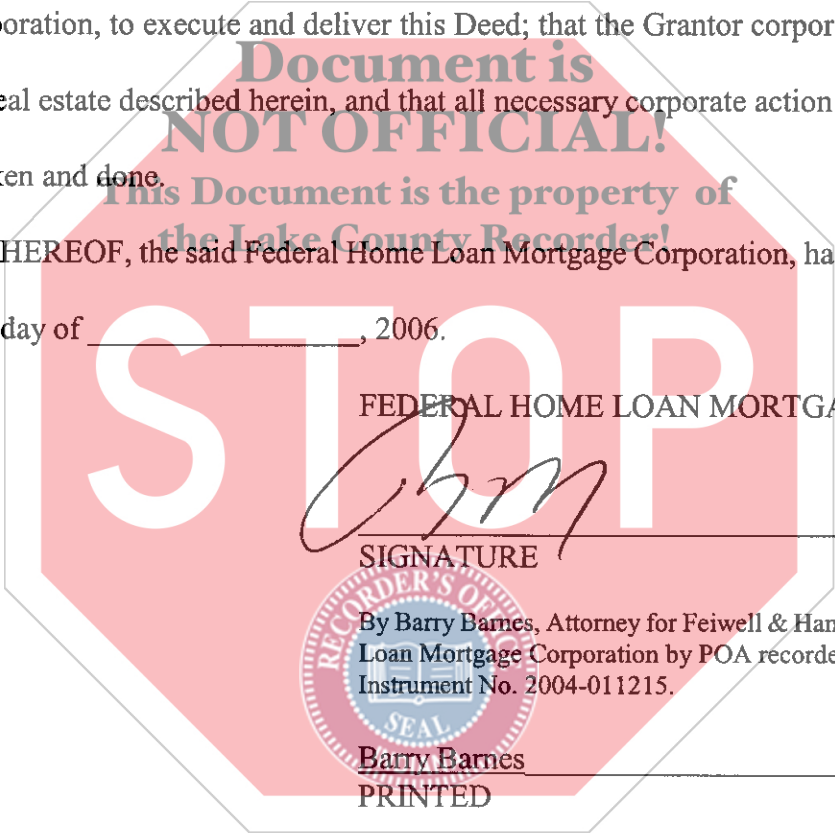 oration, to execute and deliver this Deed; that the Grantor corpor
Document is
eal estate described herein, and that all necessary corporate action
NOT OFFICIAL!
en and done.
This Document is the property of
the Lake County Recorder!
HEREOF, the said Federal Home Loan Mortgage Corporation, ha
day of ____________________, 2006.
STOP
FEDERAL HOME LOAN MORTGA
SIGNATURE
RECORDER'S OFFIC
By Barry Barnes, Attorney for Feiwell & Han
Loan Mortgage Corporation by POA recorde
Instrument No. 2004-011215.
SEAL
Barry Barnes
PRINTED